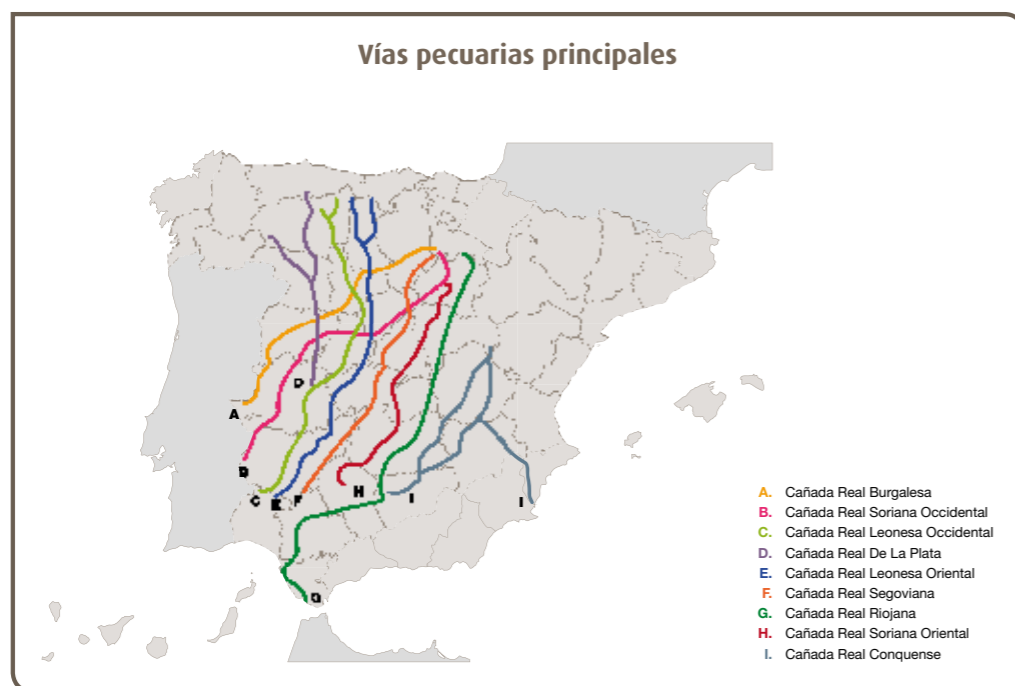 Vías pecuarias principales
D
A
B
C
E
F
H
I
I
G
A. Cañada Real Burgalesa
B. Cañada Real Soriana Occidental
C. Cañada Real Leonesa Occidental
D. Cañada Real De La Plata
E. Cañada Real Leonesa Oriental
F. Cañada Real Segoviana
G. Cañada Real Riojana
H. Cañada Real Soriana Oriental
I. Cañada Real Conquense